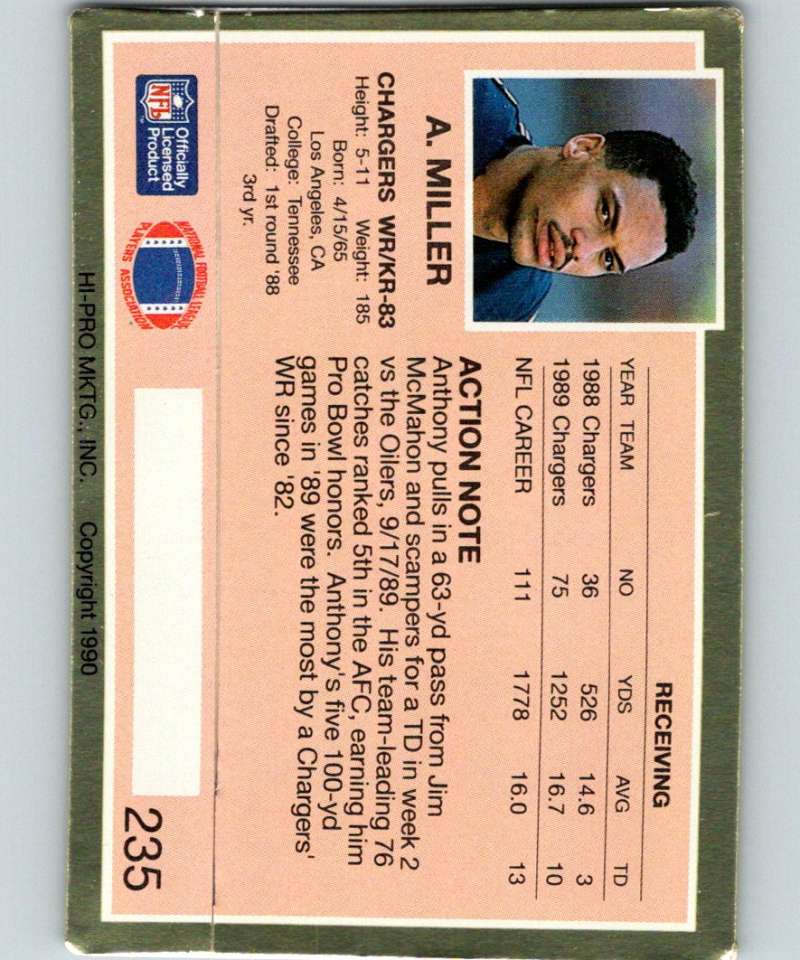 A. MILLER
CHARGERS WR/KR-83
Height: 5-11 Weight: 185
Born: 4/15/65
Los Angeles, CA
College: Tennessee
Drafted: 1st round '88
3rd yr.
NFL
Officially
Licensed
Product
NATIONAL FOOTBALL LEAGUE
PLAYERS ASSOCIATION
RECEIVING
YEAR TEAM NO YDS AVG TD
1988 Chargers 36 526 14.6 3
1989 Chargers 75 1252 16.7 10
NFL CAREER 111 1778 16.0 13
ACTION NOTE
Anthony pulls in a 63-yd pass from Jim
McMahon and scampers for a TD in week 2
vs the Oilers, 9/17/89. His team-leading 76
catches ranked 5th in the AFC, earning him
Pro Bowl honors. Anthony's five 100-yd
games in '89 were the most by a Chargers'
WR since '82.
235
HI-PRO MKTG., INC. Copyright 1990